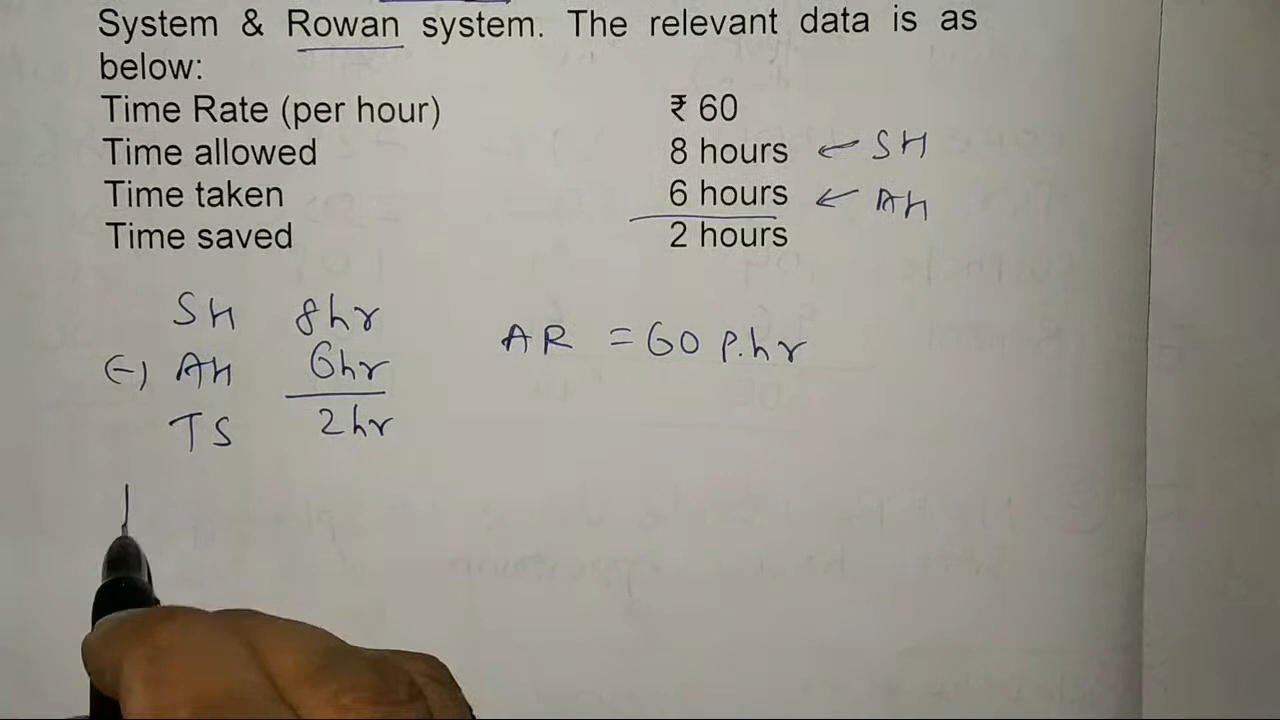 System & Rowan system. The relevant data is as
below:
Time Rate (per hour) ₹ 60
Time allowed 8 hours ← SH
Time taken 6 hours ← AH
Time saved 2 hours
SH 8hr
(-) AH 6hr
TS 2hr
AR = 60 P.hr